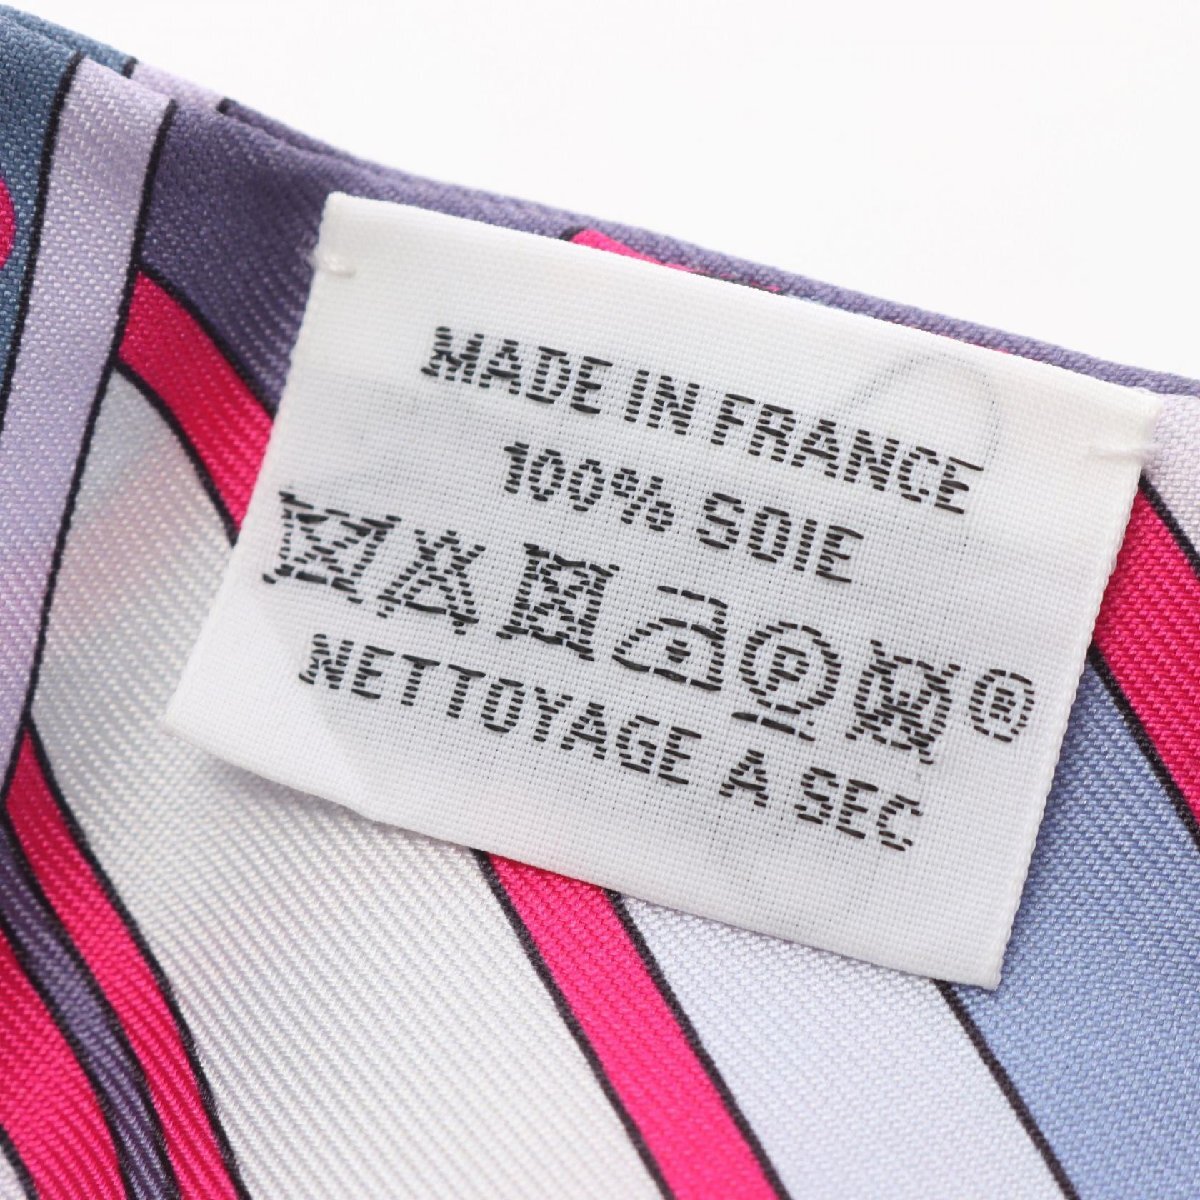 MADE IN FRANCE
100% SOIE
P ®
NETTOYAGE A SEC